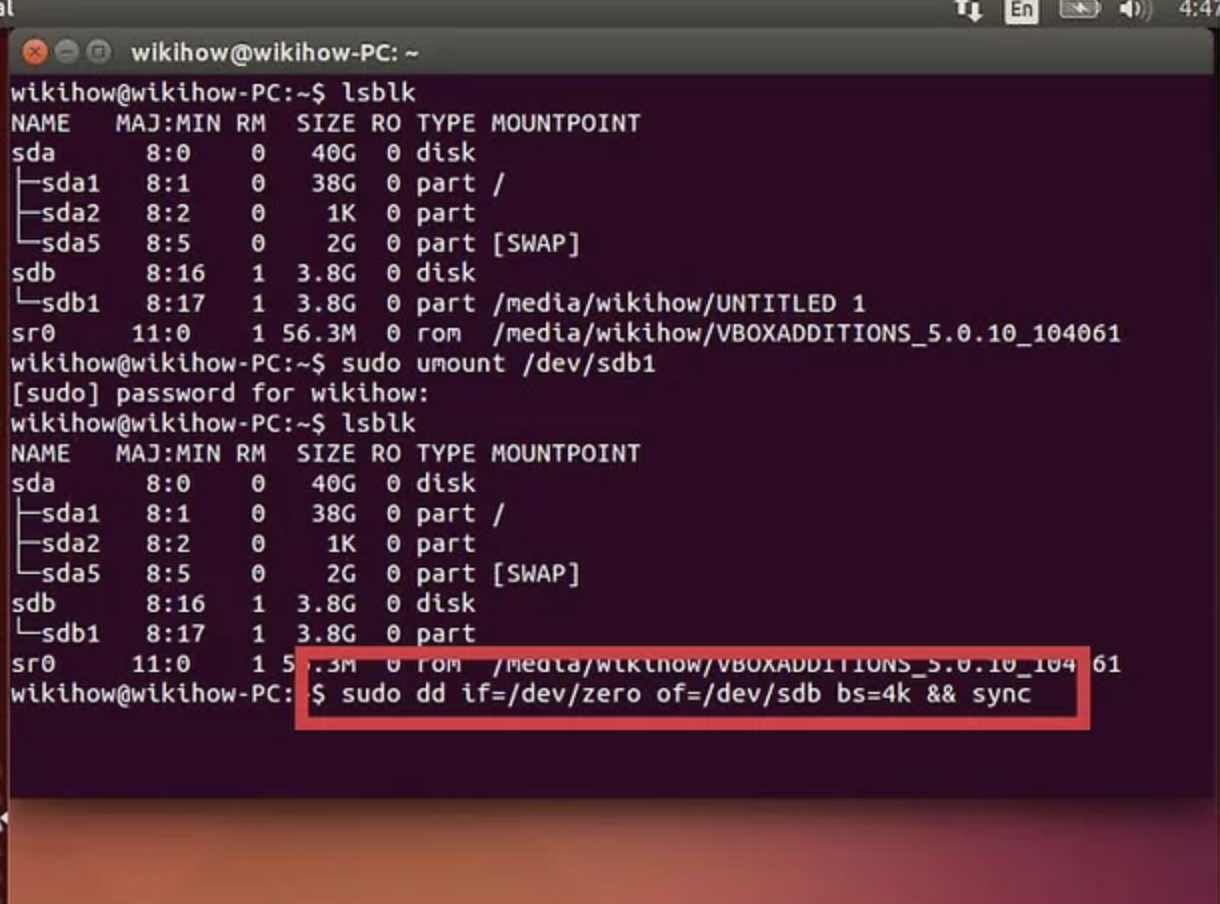 al En 4:47
wikihow@wikihow-PC: ~
wikihow@wikihow-PC:~$ lsblk
NAME   MAJ:MIN RM  SIZE RO TYPE MOUNTPOINT
sda      8:0    0   40G  0 disk
├─sda1   8:1    0   38G  0 part /
├─sda2   8:2    0    1K  0 part
└─sda5   8:5    0    2G  0 part [SWAP]
sdb      8:16   1  3.8G  0 disk
└─sdb1   8:17   1  3.8G  0 part /media/wikihow/UNTITLED 1
sr0     11:0    1 56.3M  0 rom  /media/wikihow/VBOXADDITIONS_5.0.10_104061
wikihow@wikihow-PC:~$ sudo umount /dev/sdb1
[sudo] password for wikihow:
wikihow@wikihow-PC:~$ lsblk
NAME   MAJ:MIN RM  SIZE RO TYPE MOUNTPOINT
sda      8:0    0   40G  0 disk
├─sda1   8:1    0   38G  0 part /
├─sda2   8:2    0    1K  0 part
└─sda5   8:5    0    2G  0 part [SWAP]
sdb      8:16   1  3.8G  0 disk
└─sdb1   8:17   1  3.8G  0 part
sr0     11:0    1 56.3M  0 rom  /media/wikihow/VBOXADDITIONS_5.0.10_104061
wikihow@wikihow-PC:~$ sudo dd if=/dev/zero of=/dev/sdb bs=4k && sync